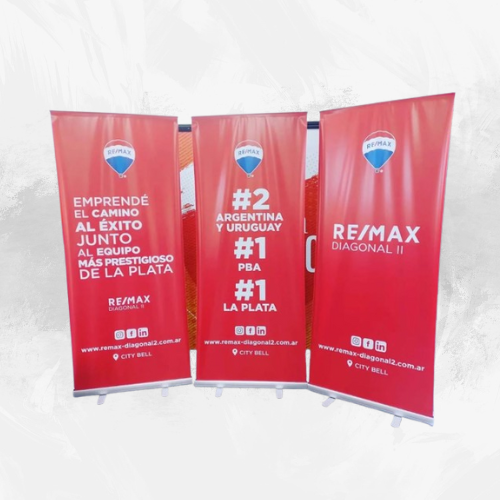 RE/MAX
EMPRENDÉ
EL CAMINO
AL ÉXITO
JUNTO
AL EQUIPO
MÁS PRESTIGIOSO
DE LA PLATA
RE/MAX
DIAGONAL II
www.remax-diagonal2.com.ar
CITY BELL
RE/MAX
#2
ARGENTINA
Y URUGUAY
#1
PBA
#1
LA PLATA
www.remax-diagonal2.com.ar
CITY BELL
RE/MAX
RE/MAX
DIAGONAL II
www.remax-diagonal2.com.ar
CITY BELL